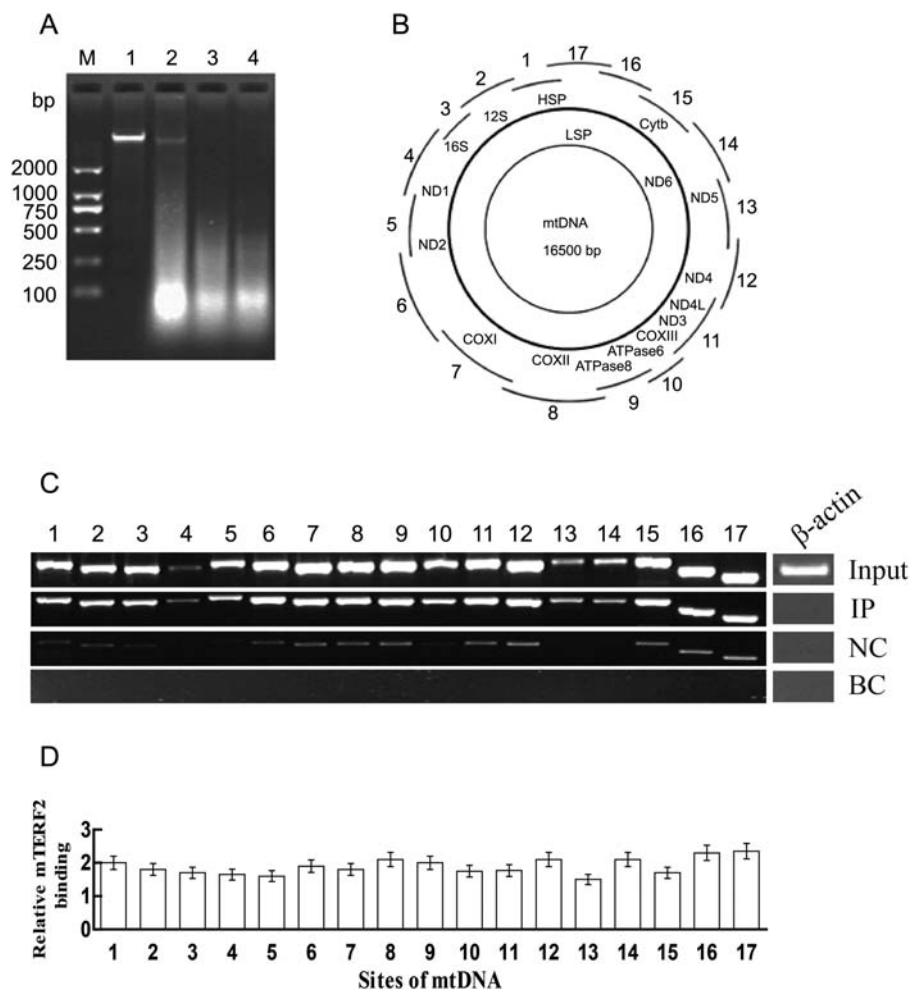 A
M 1 2 3 4
bp
2000
1000
750
500
250
100
B
1 17 16
2 15
3 14
4 13
5 12
6 11
7 10
8 9
HSP
12S
16S
ND1
ND2
COXI
COXII
ATPase8
ATPase6
COXIII
ND3
ND4L
ND4
ND5
Cytb
LSP
ND6
mtDNA
16500 bp
C
1 2 3 4 5 6 7 8 9 10 11 12 13 14 15 16 17 β-actin
Input
IP
NC
BC
D
Relative mTERF2
binding
3
2
1
0
1 2 3 4 5 6 7 8 9 10 11 12 13 14 15 16 17
Sites of mtDNA